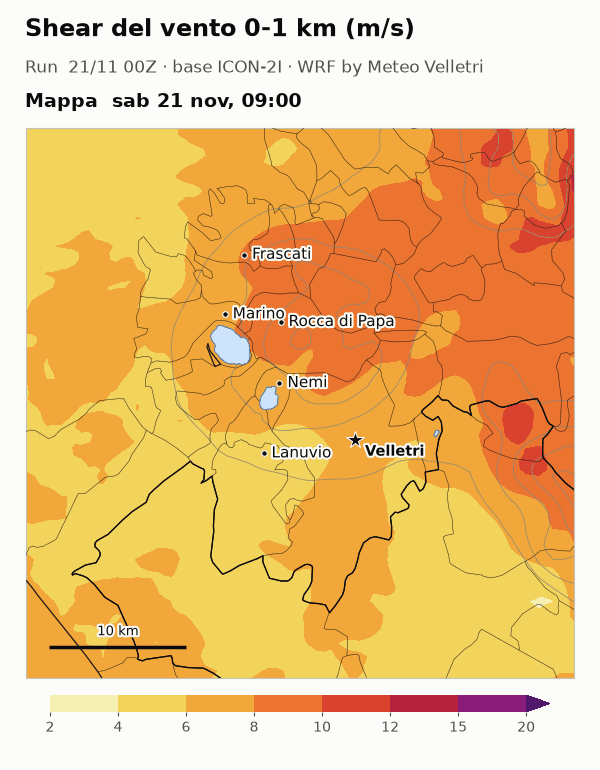 Shear del vento 0-1 km (m/s)
Run 21/11 00Z · base ICON-2I · WRF by Meteo Velletri
Mappa sab 21 nov, 09:00
Frascati
Marino
Rocca di Papa
Nemi
Velletri
Lanuvio
10 km
2 4 6 8 10 12 15 20